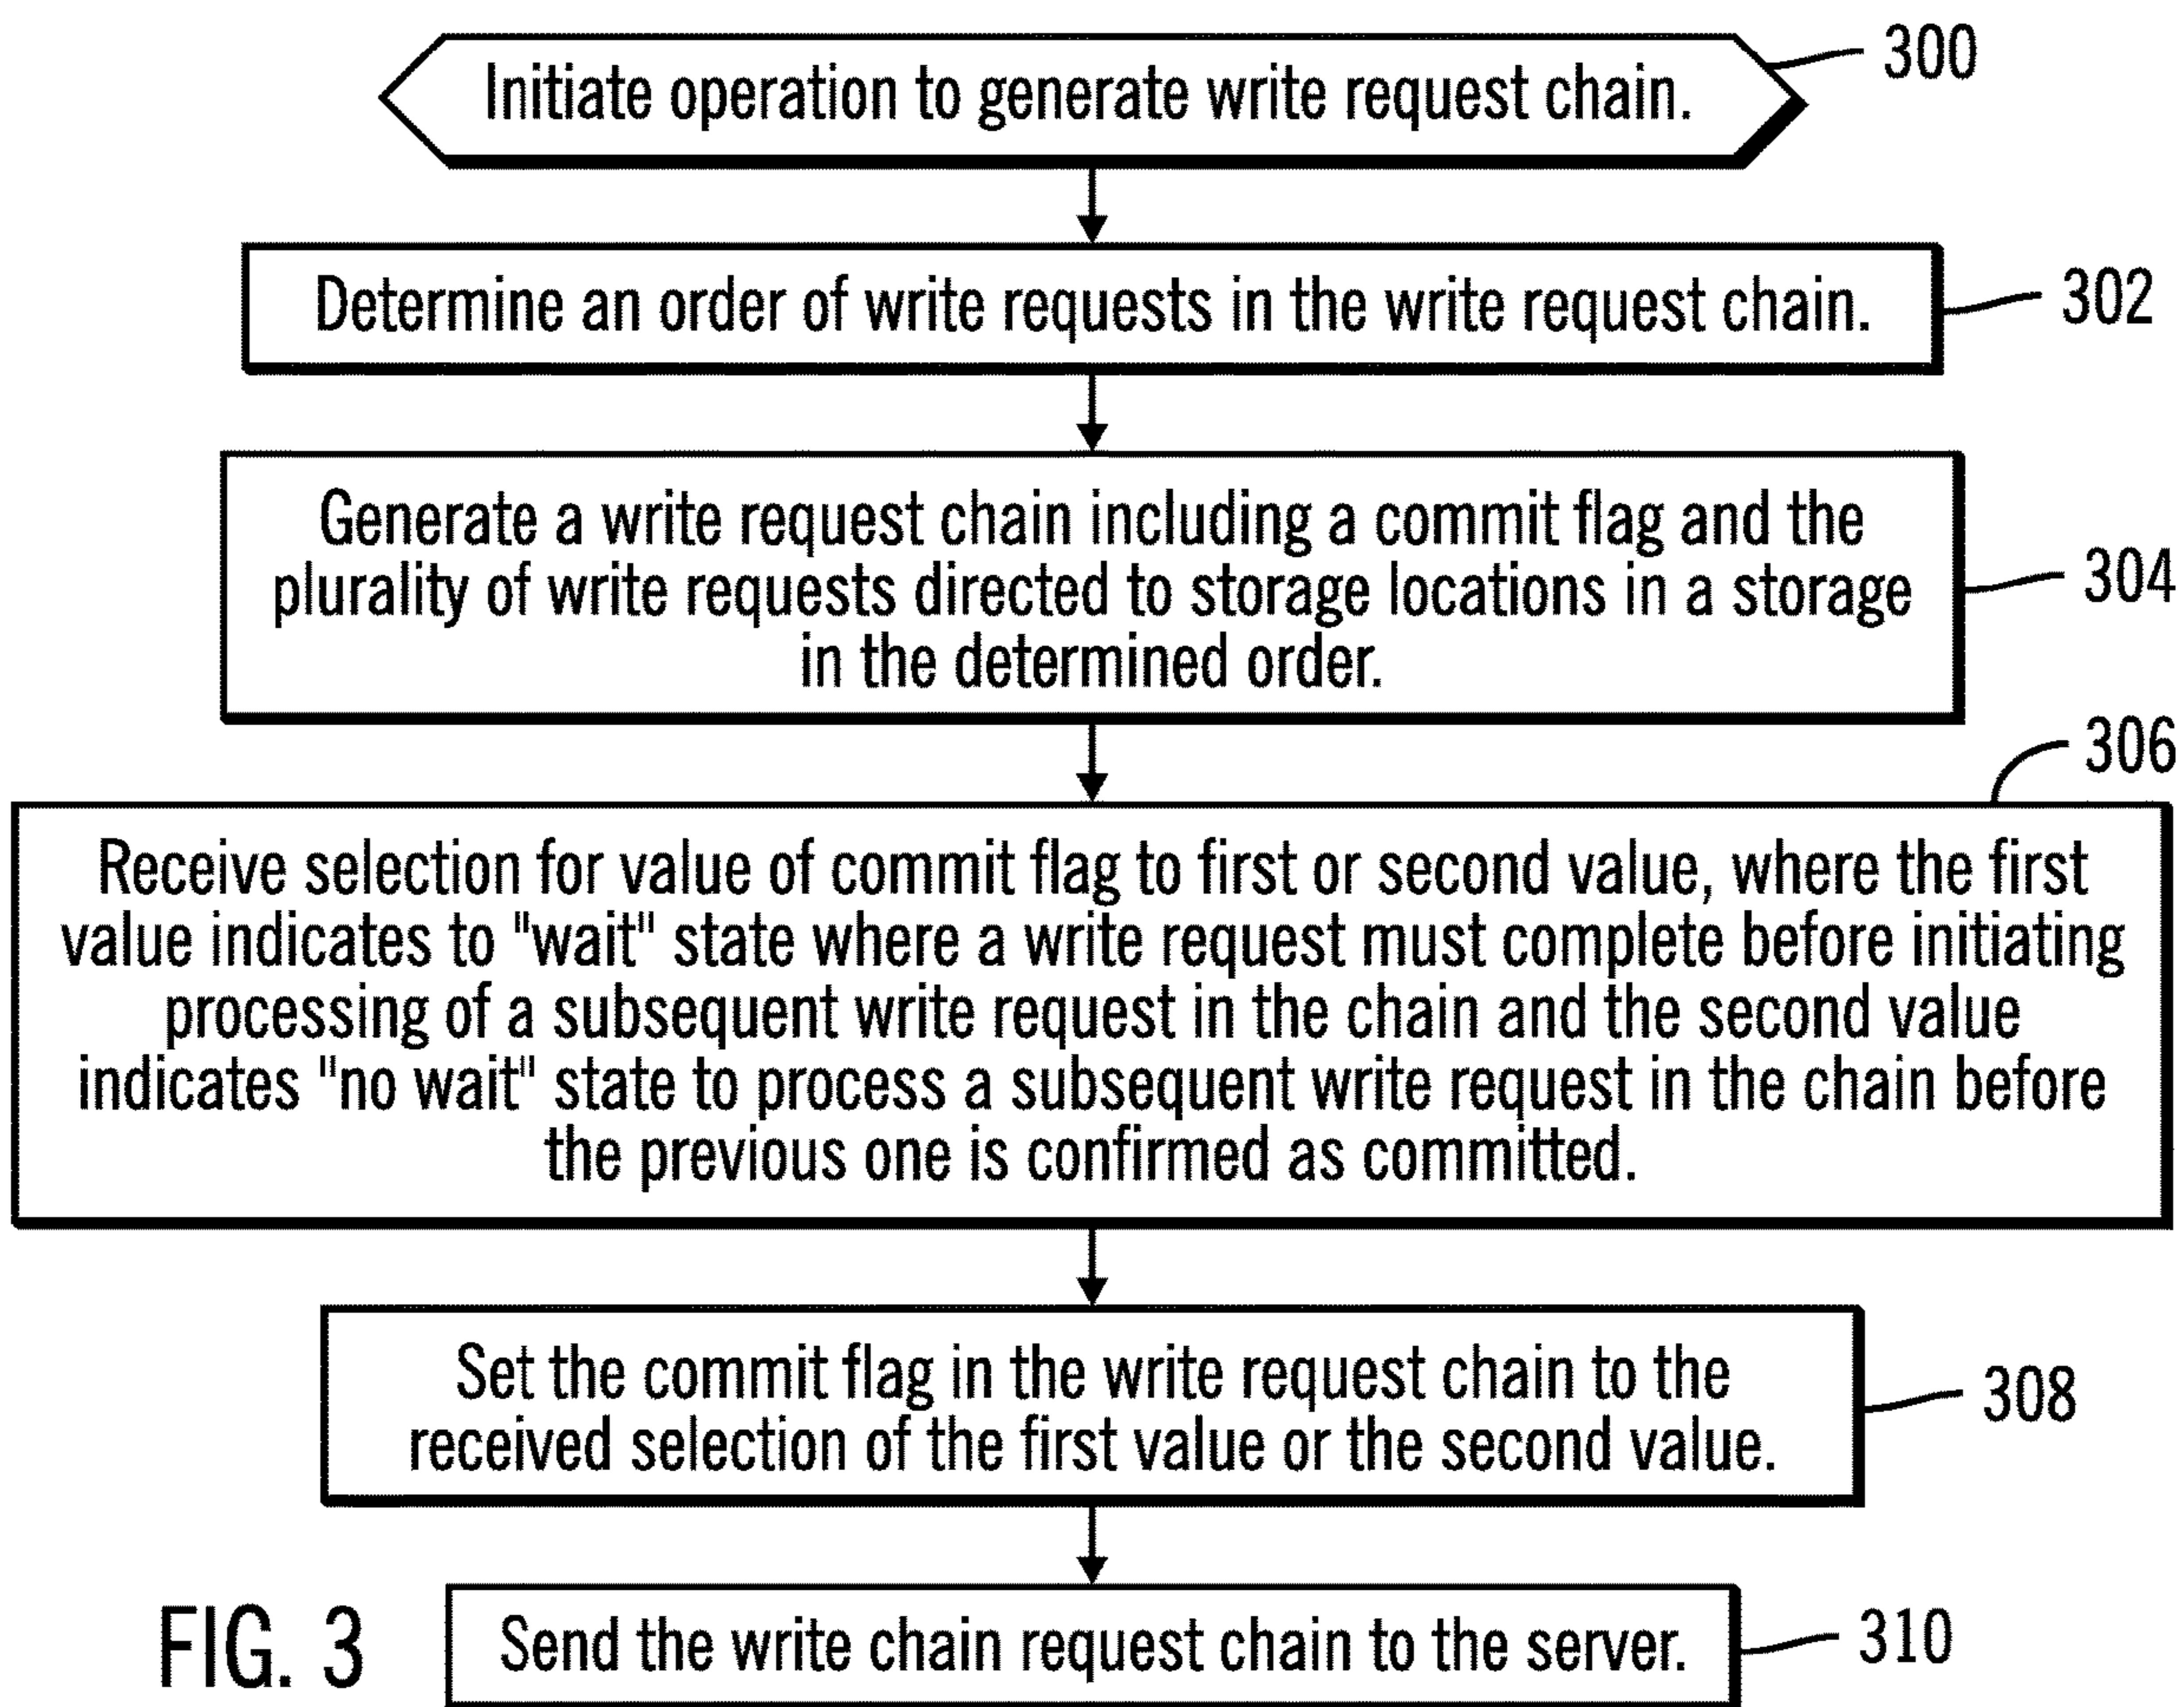 Initiate operation to generate write request chain.
300
Determine an order of write requests in the write request chain.
302
Generate a write request chain including a commit flag and the
plurality of write requests directed to storage locations in a storage
in the determined order.
304
306
Receive selection for value of commit flag to first or second value, where the first
value indicates to "wait" state where a write request must complete before initiating
processing of a subsequent write request in the chain and the second value
indicates "no wait" state to process a subsequent write request in the chain before
the previous one is confirmed as committed.
Set the commit flag in the write request chain to the
received selection of the first value or the second value.
308
FIG. 3
Send the write chain request chain to the server.
310